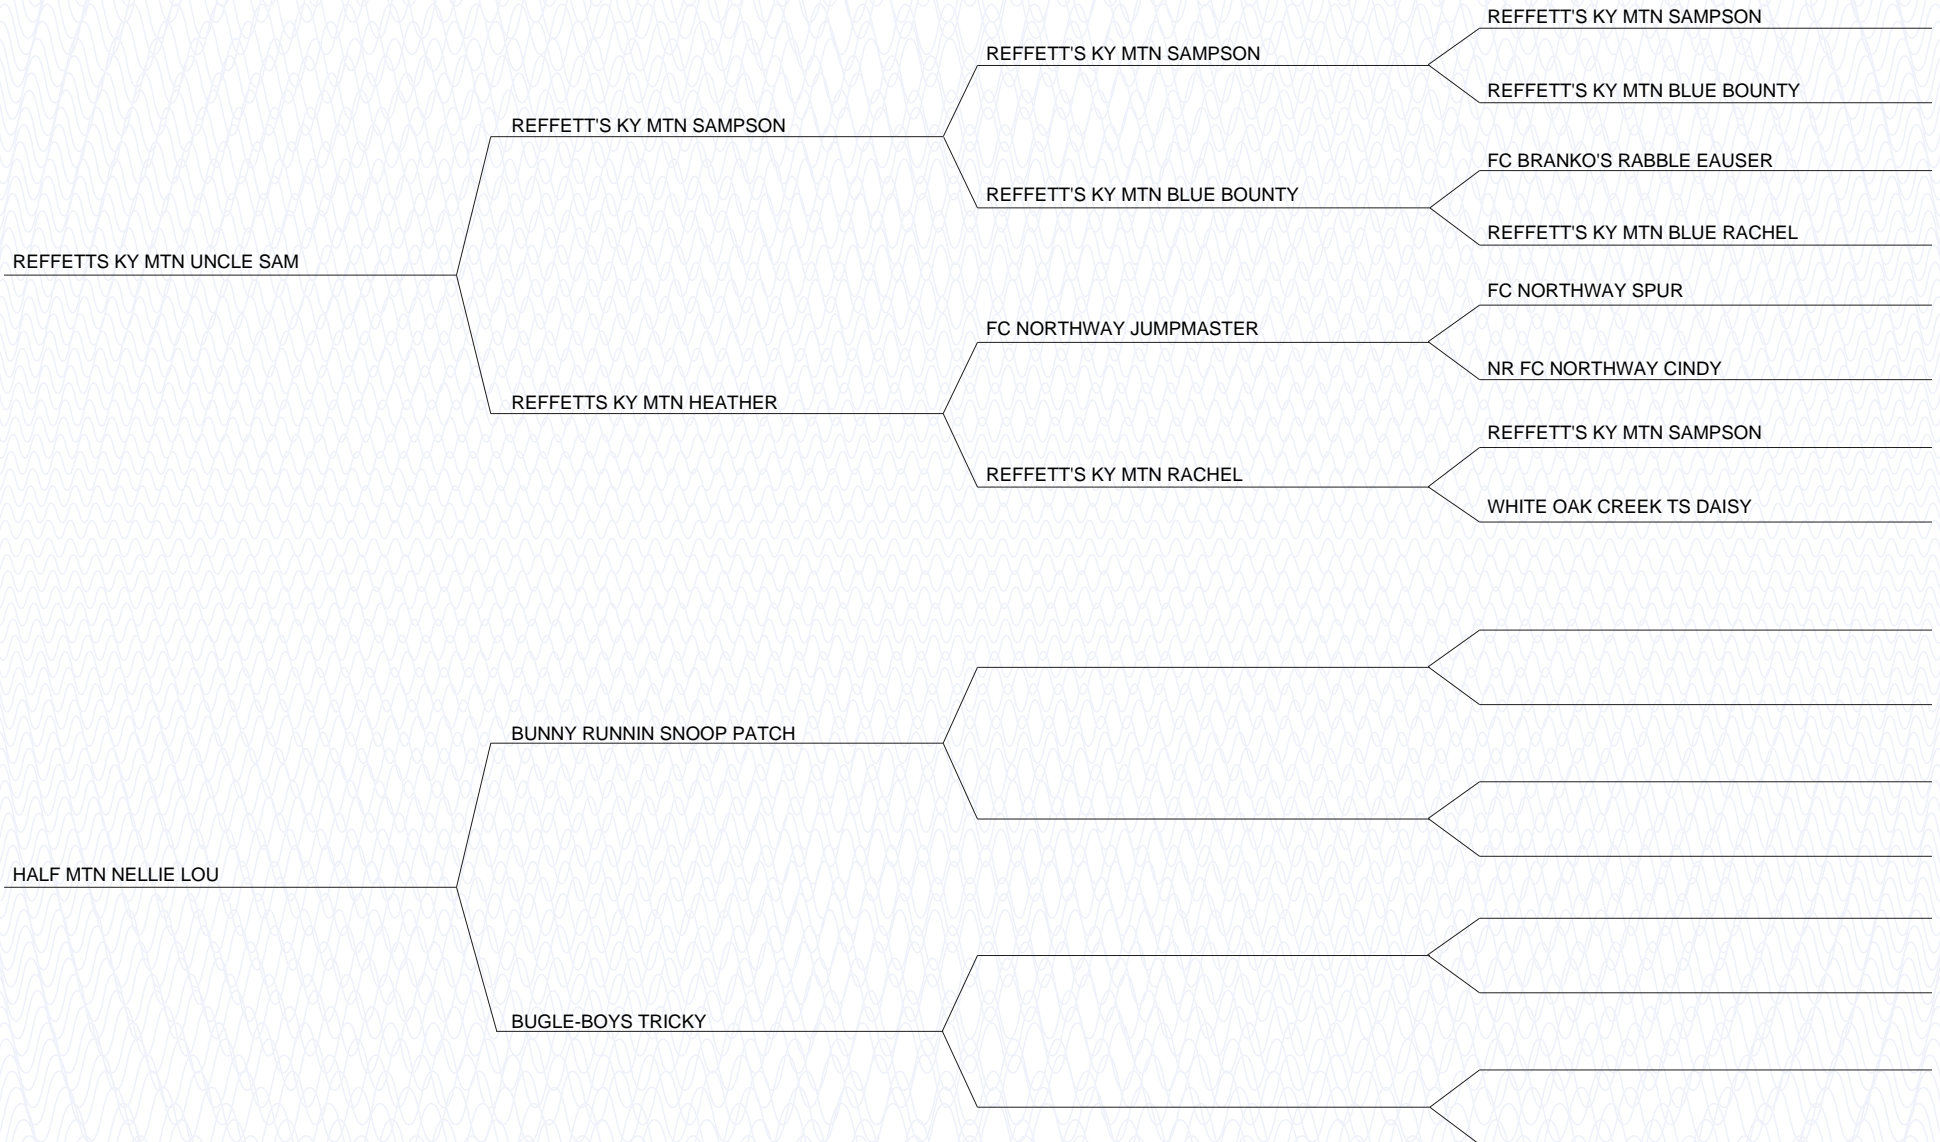 REFFETT'S KY MTN SAMPSON
REFFETT'S KY MTN SAMPSON
REFFETT'S KY MTN BLUE BOUNTY
REFFETT'S KY MTN SAMPSON
FC BRANKO'S RABBLE EAUSER
REFFETT'S KY MTN BLUE BOUNTY
REFFETT'S KY MTN BLUE RACHEL
REFFETTS KY MTN UNCLE SAM
FC NORTHWAY SPUR
FC NORTHWAY JUMPMASTER
NR FC NORTHWAY CINDY
REFFETTS KY MTN HEATHER
REFFETT'S KY MTN SAMPSON
REFFETT'S KY MTN RACHEL
WHITE OAK CREEK TS DAISY
BUNNY RUNNIN SNOOP PATCH
HALF MTN NELLIE LOU
BUGLE-BOYS TRICKY